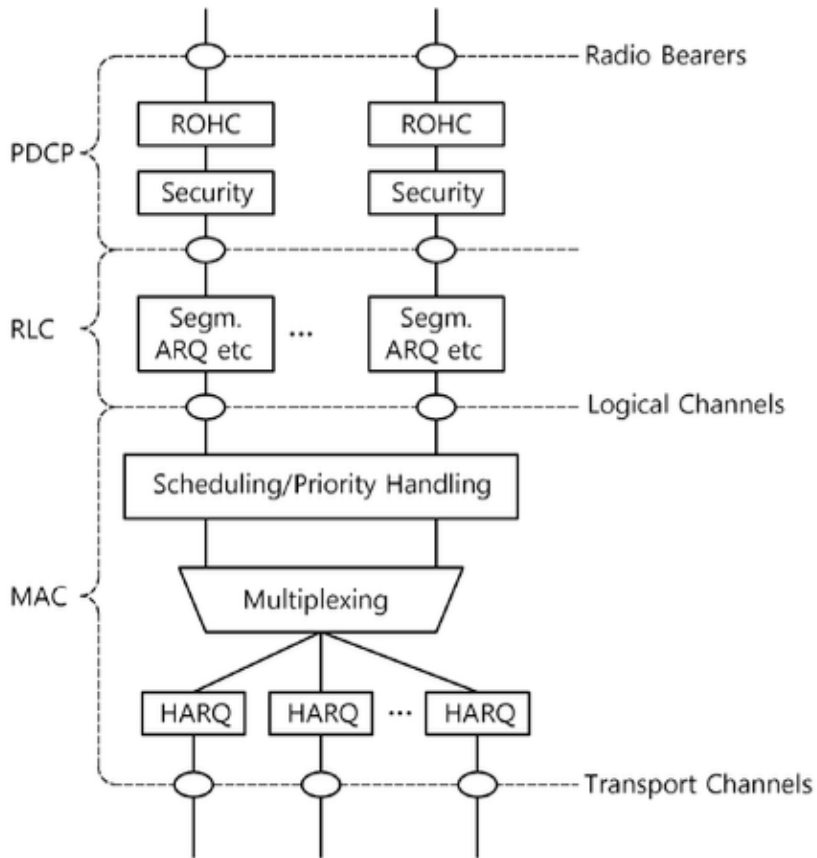 Radio Bearers
ROHC
ROHC
PDCP
Security
Security
Segm.
ARQ etc
...
Segm.
ARQ etc
RLC
Logical Channels
Scheduling/Priority Handling
MAC
Multiplexing
HARQ
HARQ
...
HARQ
Transport Channels